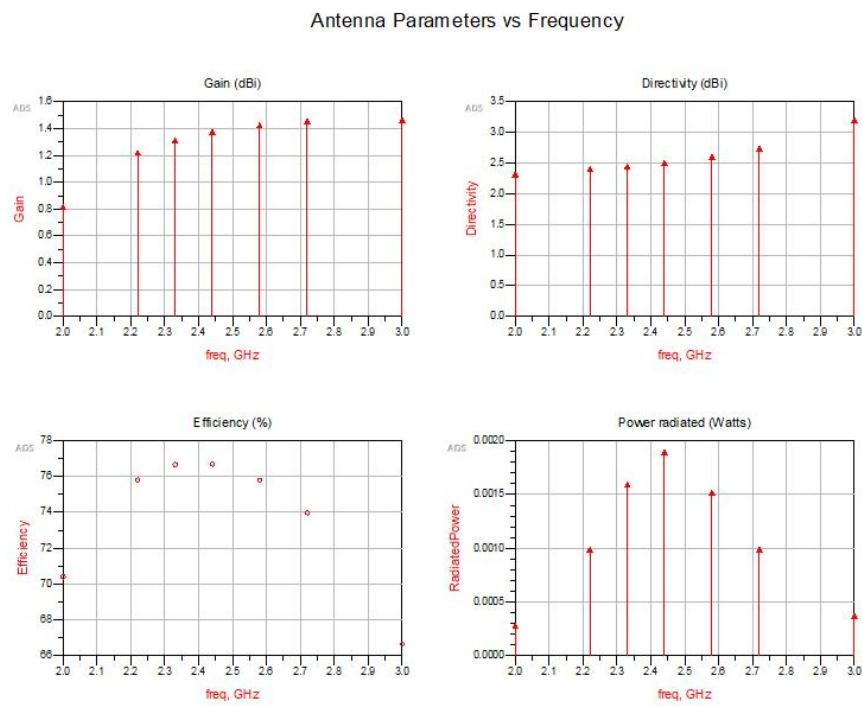 Antenna Parameters vs Frequency
Gain (dBi)
ADS
1.6
1.4
1.2
1.0
0.8
0.6
0.4
0.2
0.0
Gain
2.0 2.1 2.2 2.3 2.4 2.5 2.6 2.7 2.8 2.9 3.0
freq, GHz
Directivity (dBi)
ADS
3.5
3.0
2.5
2.0
1.5
1.0
0.5
0.0
Directivity
2.0 2.1 2.2 2.3 2.4 2.5 2.6 2.7 2.8 2.9 3.0
freq, GHz
Efficiency (%)
ADS
78
76
74
72
70
68
66
Efficiency
2.0 2.1 2.2 2.3 2.4 2.5 2.6 2.7 2.8 2.9 3.0
freq, GHz
Power radiated (Watts)
ADS
0.0020
0.0015
0.0010
0.0005
0.0000
RadiatedPower
2.0 2.1 2.2 2.3 2.4 2.5 2.6 2.7 2.8 2.9 3.0
freq, GHz